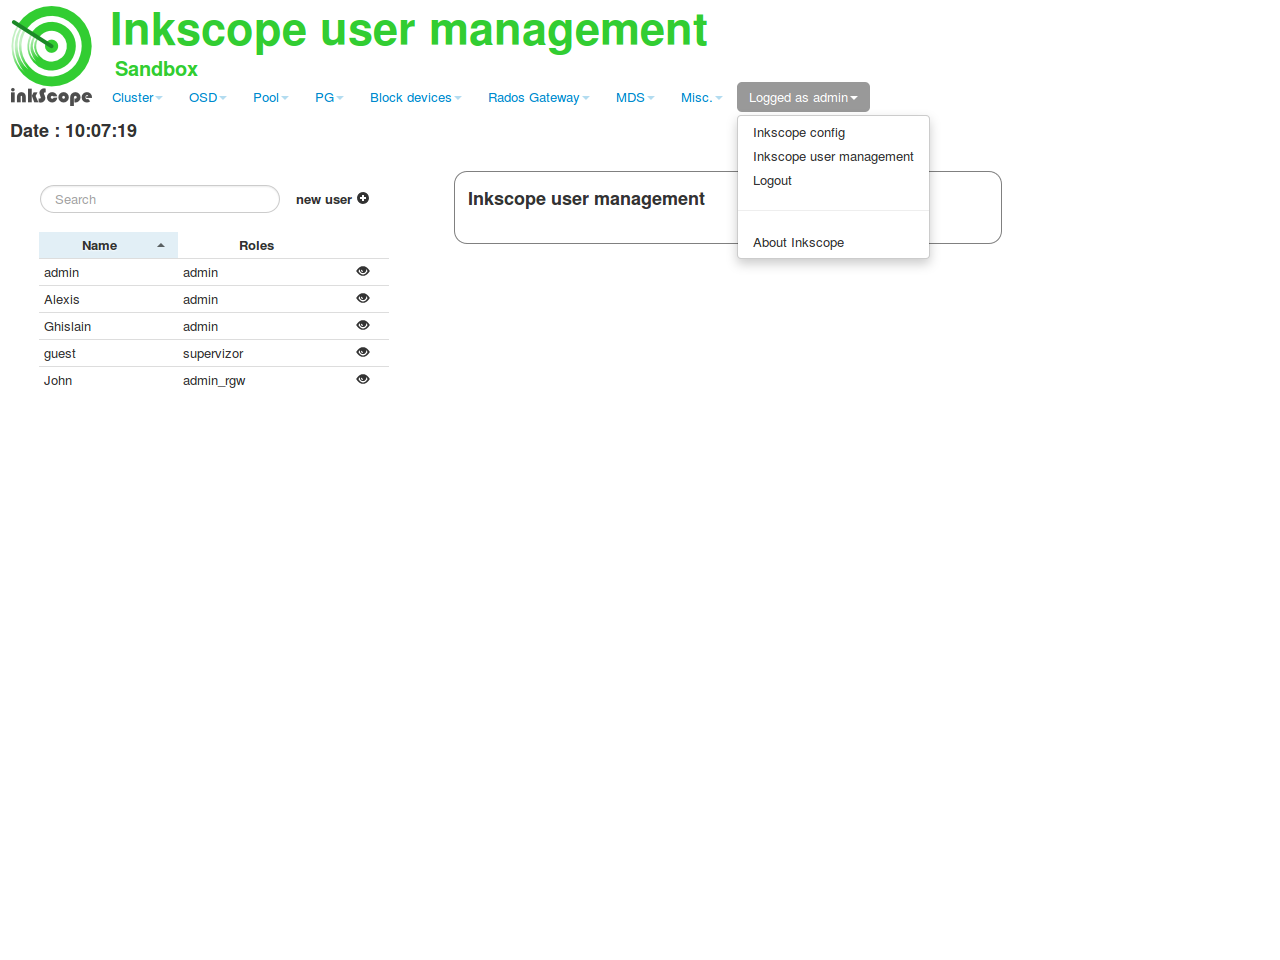 Inkscope user management
Sandbox
inkScope
Cluster OSD Pool PG Block devices Rados Gateway MDS Misc. Logged as admin
Date : 10:07:19
Inkscope config
Inkscope user management
Logout
About Inkscope
Search new user
Inkscope user management
Name Roles
admin admin
Alexis admin
Ghislain admin
guest supervizor
John admin_rgw